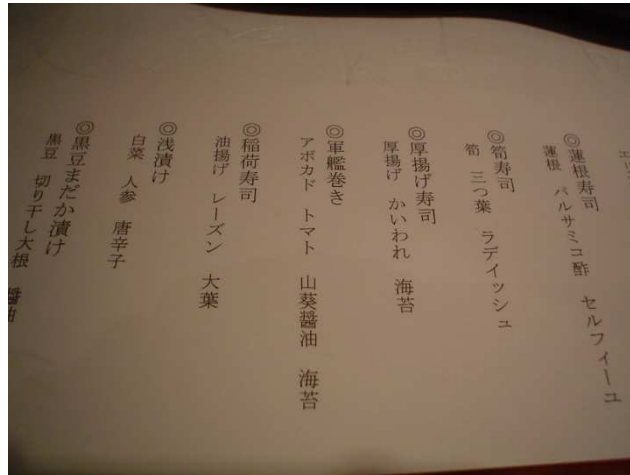 ◎蓮根寿司
蓮根　バルサミコ酢　セルフィーユ
◎筍寿司
筍　三つ葉　ラデイッシュ
◎厚揚げ寿司
厚揚げ　かいわれ　海苔
◎軍艦巻き
アボカド　トマト　山葵醤油　海苔
◎稲荷寿司
油揚げ　レーズン　大葉
◎浅漬け
白菜　人参　唐辛子
◎黒豆まだか漬け
黒豆　切り干し大根　醤油